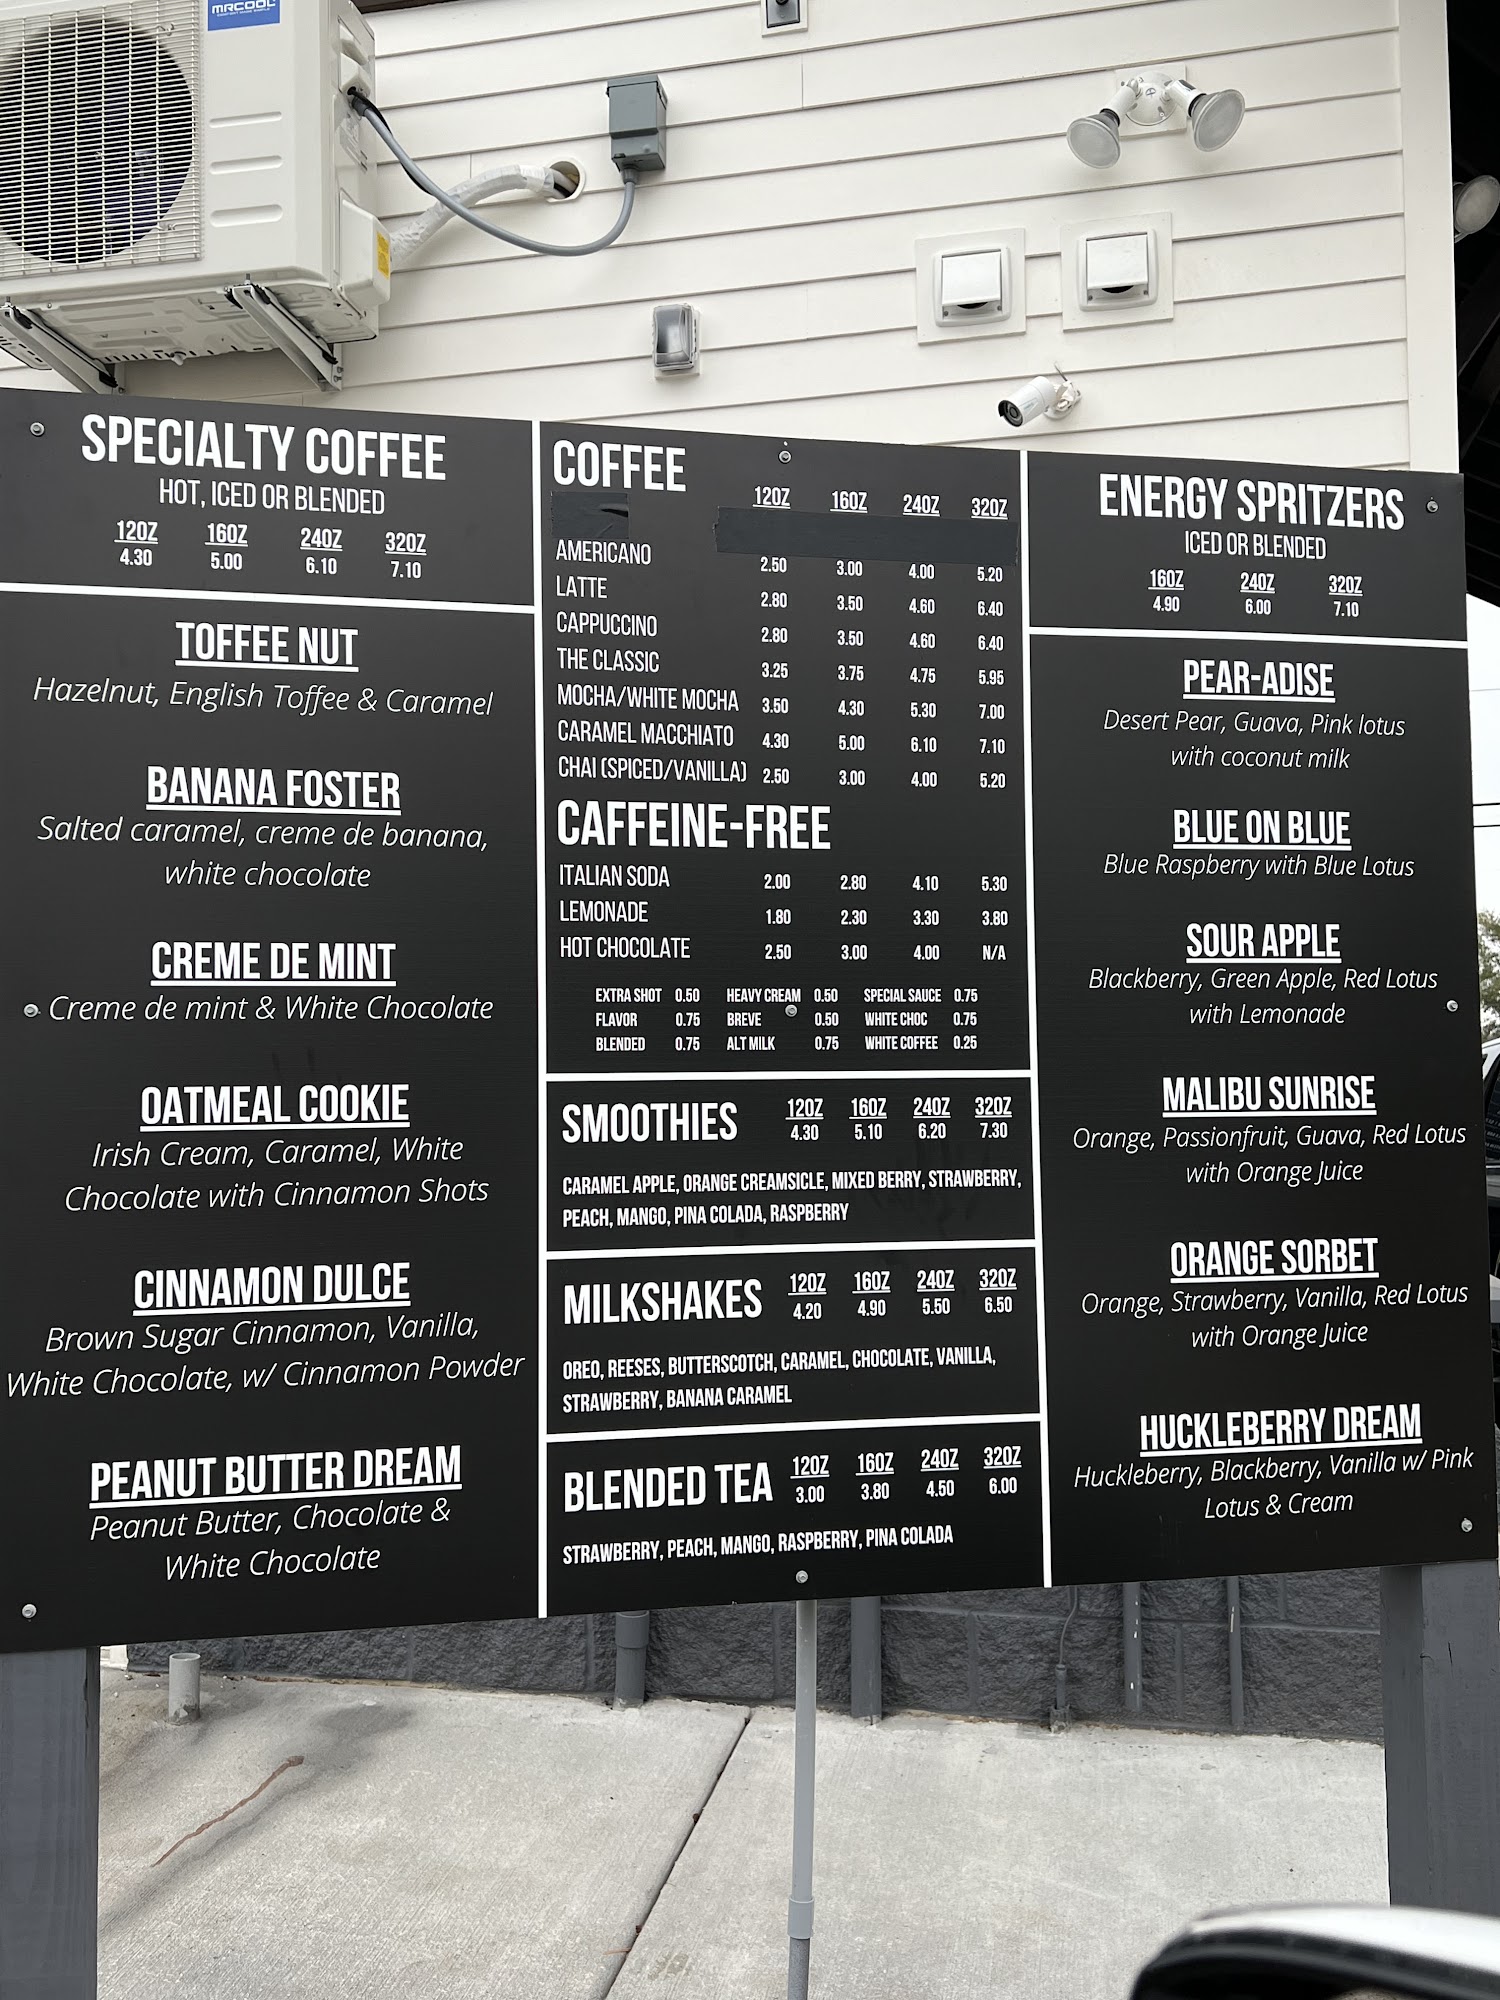 MRCOOL
SPECIALTY COFFEE
HOT, ICED OR BLENDED
12OZ 16OZ 24OZ 32OZ
4.30 5.00 6.10 7.10
TOFFEE NUT
Hazelnut, English Toffee & Caramel
BANANA FOSTER
Salted caramel, creme de banana,
white chocolate
CREME DE MINT
Creme de mint & White Chocolate
OATMEAL COOKIE
Irish Cream, Caramel, White
Chocolate with Cinnamon Shots
CINNAMON DULCE
Brown Sugar Cinnamon, Vanilla,
White Chocolate, w/ Cinnamon Powder
PEANUT BUTTER DREAM
Peanut Butter, Chocolate &
White Chocolate
COFFEE
12OZ 16OZ 24OZ 32OZ
AMERICANO 2.50 3.00 4.00 5.20
LATTE 2.80 3.50 4.60 6.40
CAPPUCCINO 2.80 3.50 4.60 6.40
THE CLASSIC 3.25 3.75 4.75 5.95
MOCHA/WHITE MOCHA 3.50 4.30 5.30 7.00
CARAMEL MACCHIATO 4.30 5.00 6.10 7.10
CHAI (SPICED/VANILLA) 2.50 3.00 4.00 5.20
CAFFEINE-FREE
ITALIAN SODA 2.00 2.80 4.10 5.30
LEMONADE 1.80 2.30 3.30 3.80
HOT CHOCOLATE 2.50 3.00 4.00 N/A
EXTRA SHOT 0.50 HEAVY CREAM 0.50 SPECIAL SAUCE 0.75
FLAVOR 0.75 BREVE 0.50 WHITE CHOC 0.75
BLENDED 0.75 ALT MILK 0.75 WHITE COFFEE 0.25
SMOOTHIES 12OZ 16OZ 24OZ 32OZ
4.30 5.10 6.20 7.30
CARAMEL APPLE, ORANGE CREAMSICLE, MIXED BERRY, STRAWBERRY,
PEACH, MANGO, PINA COLADA, RASPBERRY
MILKSHAKES 12OZ 16OZ 24OZ 32OZ
4.20 4.90 5.50 6.50
OREO, REESES, BUTTERSCOTCH, CARAMEL, CHOCOLATE, VANILLA,
STRAWBERRY, BANANA CARAMEL
BLENDED TEA 12OZ 16OZ 24OZ 32OZ
3.00 3.80 4.50 6.00
STRAWBERRY, PEACH, MANGO, RASPBERRY, PINA COLADA
ENERGY SPRITZERS
ICED OR BLENDED
16OZ 24OZ 32OZ
4.90 6.00 7.10
PEAR-ADISE
Desert Pear, Guava, Pink lotus
with coconut milk
BLUE ON BLUE
Blue Raspberry with Blue Lotus
SOUR APPLE
Blackberry, Green Apple, Red Lotus
with Lemonade
MALIBU SUNRISE
Orange, Passionfruit, Guava, Red Lotus
with Orange Juice
ORANGE SORBET
Orange, Strawberry, Vanilla, Red Lotus
with Orange Juice
HUCKLEBERRY DREAM
Huckleberry, Blackberry, Vanilla w/ Pink
Lotus & Cream